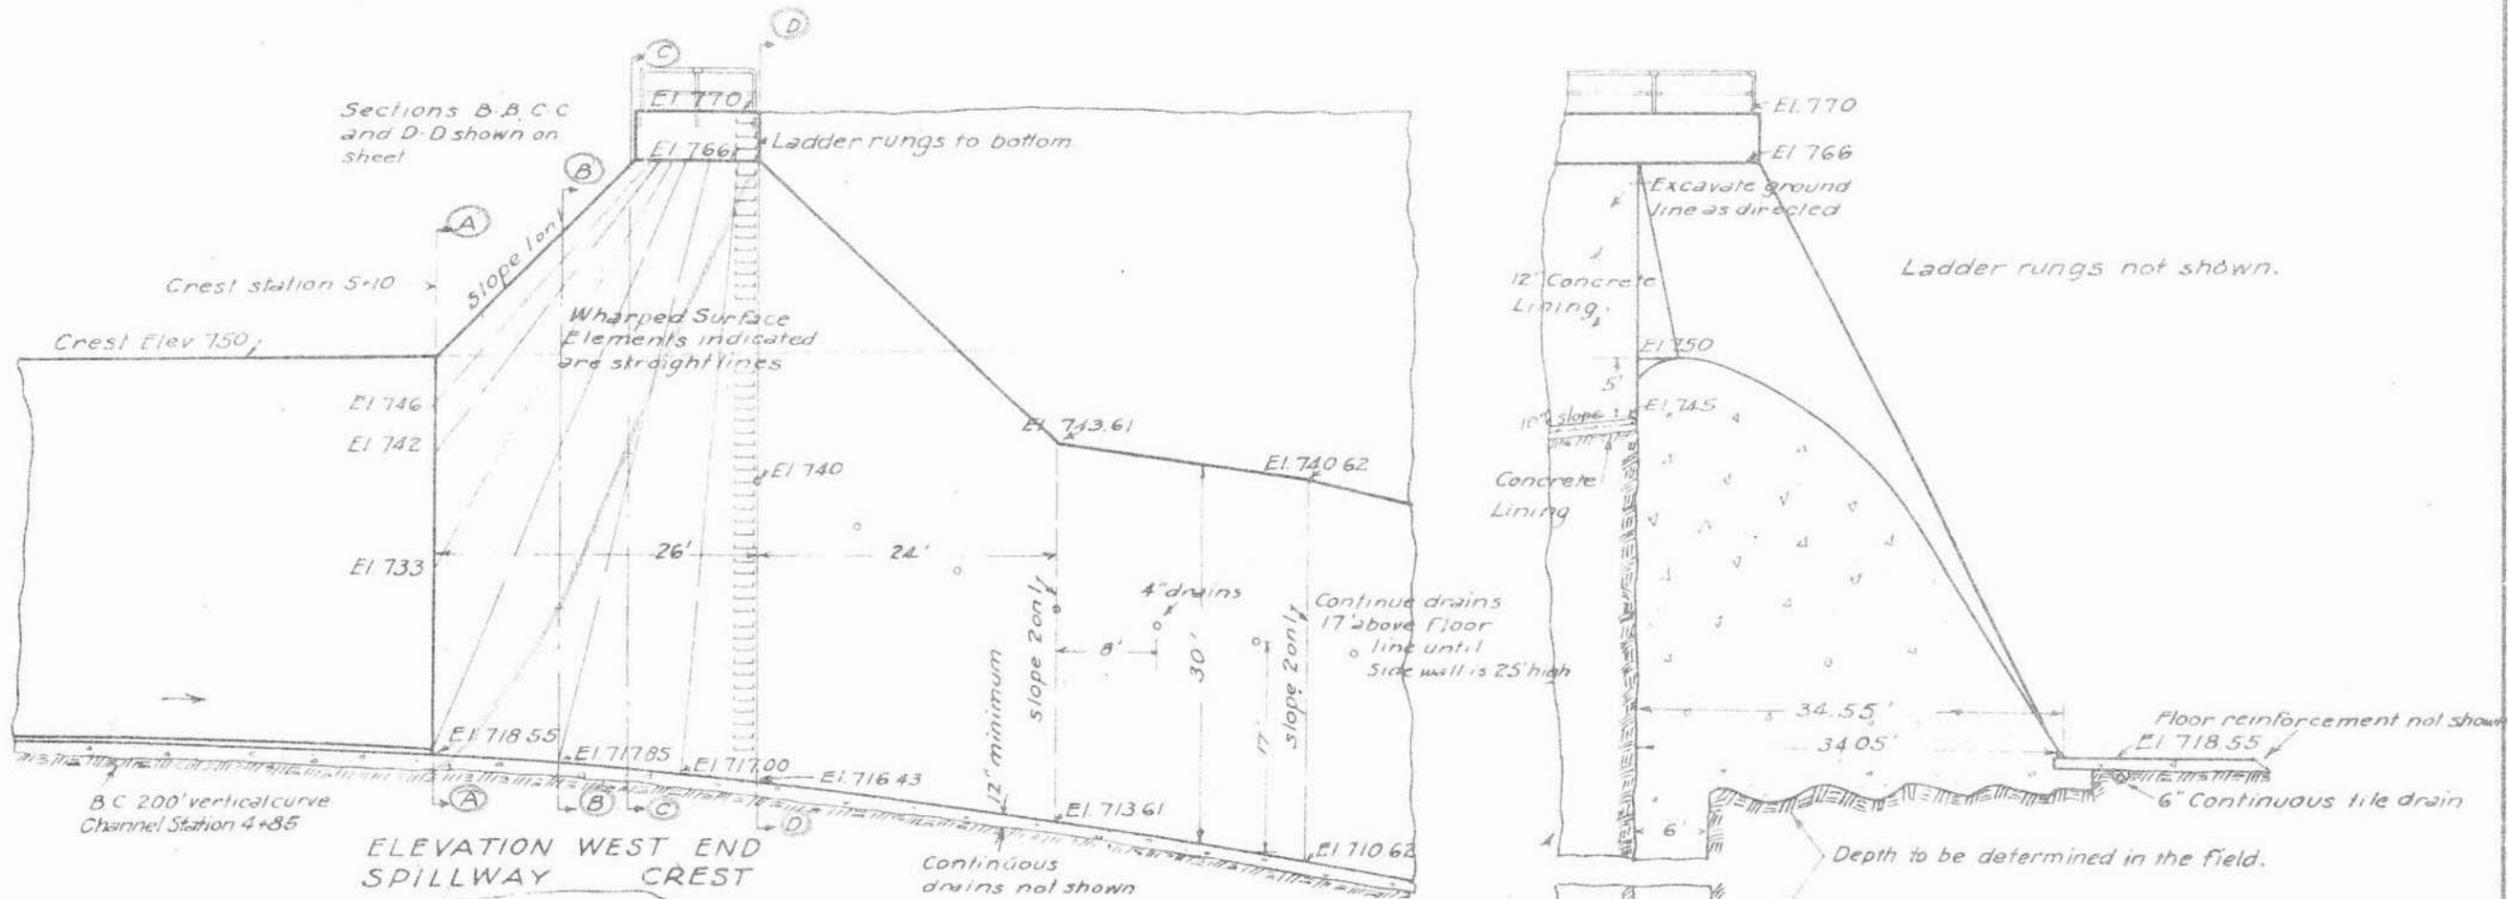 D
C
Sections B-B, C-C
and D-D shown on
sheet
El 770
Ladder rungs to bottom
El 766
B
A
slope 1 on 1
Crest station 5+10
Wharped Surface
Elements indicated
are straight lines
Crest Elev 750
El 746
El 742
El 733
El 740
El. 743.61
El. 740 62
26'
24'
4" drains
8'
30'
17'
slope 2 on 1
slope 2 on 1
12" minimum
Continue drains
17' above floor
line until
Side wall is 25' high
El 718 55
El 717.85
El 717.00
El 716 43
El. 713.61
El 710 62
A
B
C
D
B C 200' vertical curve
Channel Station 4+85
ELEVATION WEST END
SPILLWAY CREST
Continuous
drains not shown
El. 770
El 766
Excavate ground
line as directed
12" Concrete
Lining
Ladder rungs not shown.
El 750
5'
El 745
10" slope
Concrete
Lining
34.55'
34.05'
Floor reinforcement not shown
El 718.55
6" Continuous tile drain
6'
Depth to be determined in the field.